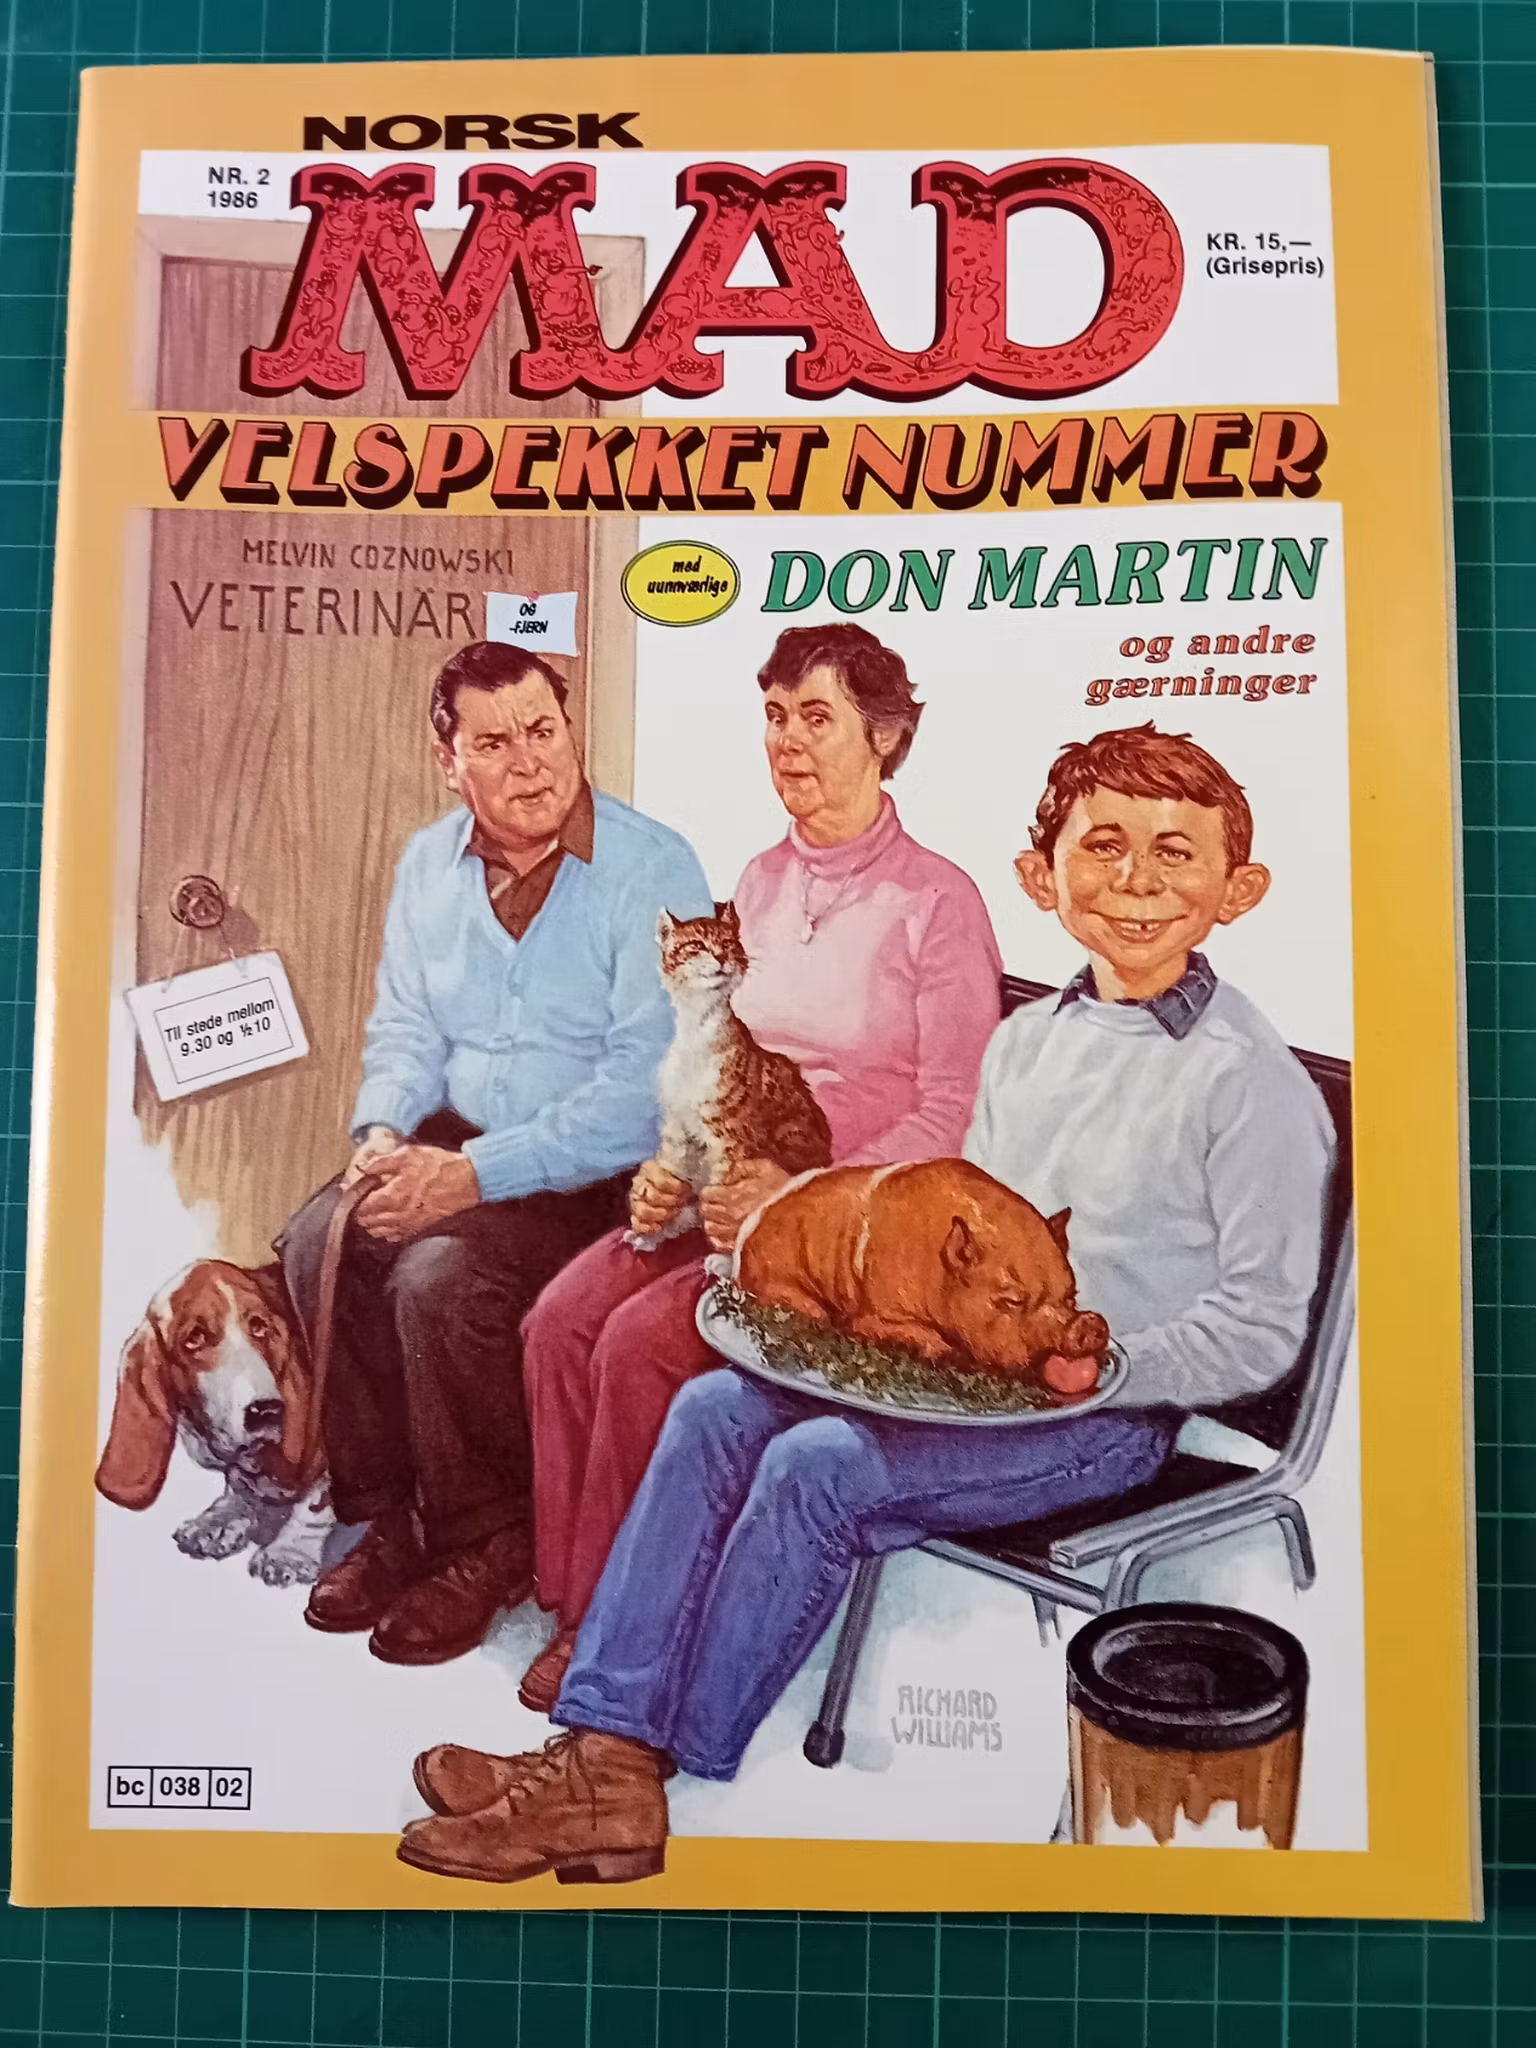 NORSK
NR. 2
1986
MAD
KR. 15,—
(Grisepris)
VELSPEKKET NUMMER
MELVIN COZNOWSKI
VETERINÄR
OG
-FJERN
med
uunnværlige
DON MARTIN
og andre
gærninger
Til stede mellom
9.30 og ½10
RICHARD
WILLIAMS
bc 038 02